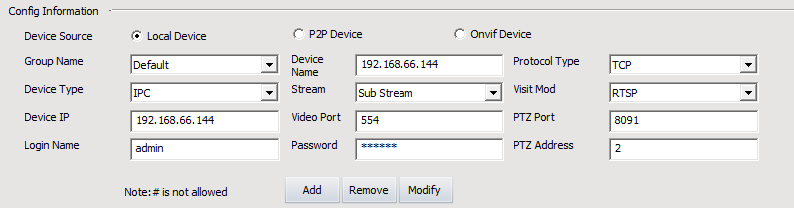 Config Information
Device Source Local Device P2P Device Onvif Device
Group Name Default Device Name 192.168.66.144 Protocol Type TCP
Device Type IPC Stream Sub Stream Visit Mod RTSP
Device IP 192.168.66.144 Video Port 554 PTZ Port 8091
Login Name admin Password ****** PTZ Address 2
Note:# is not allowed Add Remove Modify